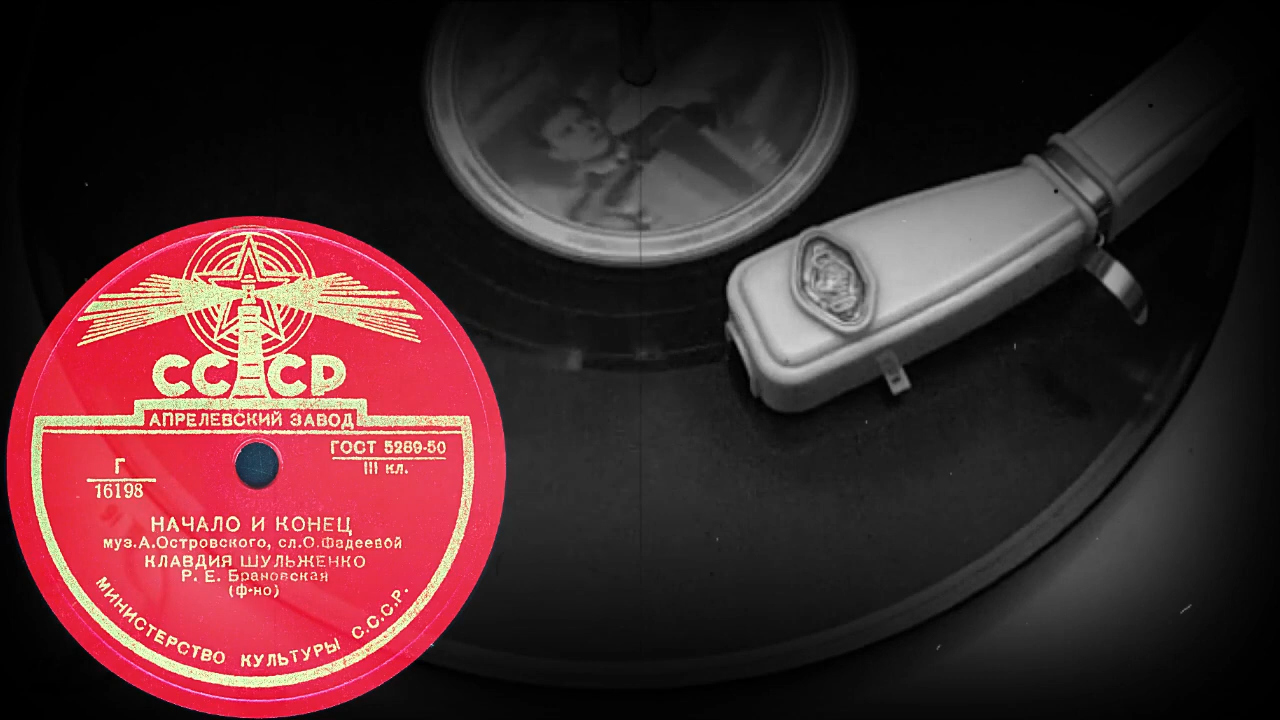 СССР
АПРЕЛЕВСКИЙ ЗАВОД
ГОСТ 5289-50
III кл.
Г
16198
НАЧАЛО И КОНЕЦ
муз.А.Островского, сл.О.Фадеевой
КЛАВДИЯ ШУЛЬЖЕНКО
Р. Е. Брановская
(ф-но)
МИНИСТЕРСТВО КУЛЬТУРЫ С.С.С.Р.